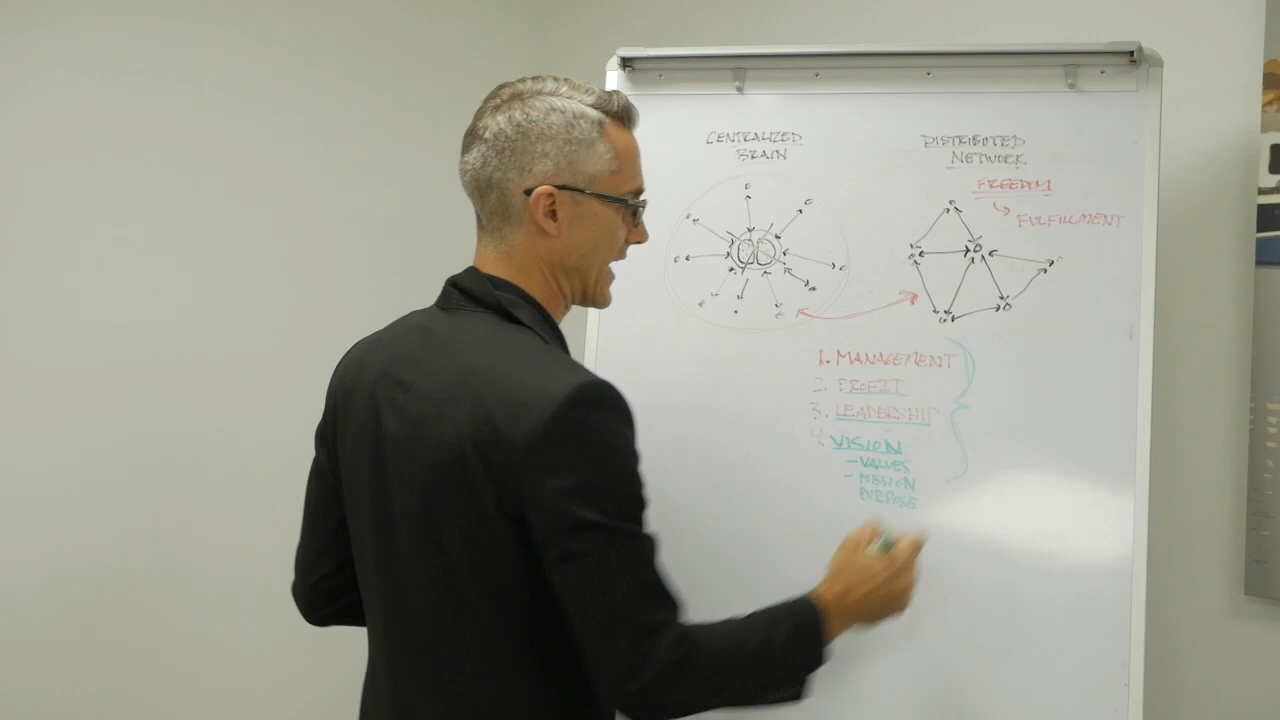 CENTRALIZED
BRAIN
DISTRIBUTED
NETWORK
FREEDOM
FULFILLMENT
1. MANAGEMENT
2. PROFIT
3. LEADERSHIP
4. VISION
- VALUES
- MISSION
PURPOSE